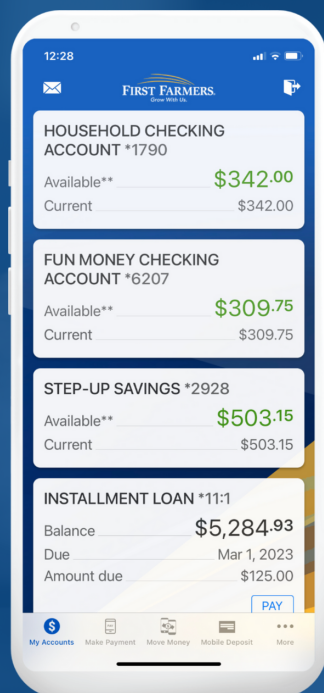 12:28
FIRST FARMERS.
Grow With Us.
HOUSEHOLD CHECKING
ACCOUNT *1790
Available** $342.00
Current $342.00
FUN MONEY CHECKING
ACCOUNT *6207
Available** $309.75
Current $309.75
STEP-UP SAVINGS *2928
Available** $503.15
Current $503.15
INSTALLMENT LOAN *11:1
Balance $5,284.93
Due Mar 1, 2023
Amount due $125.00
PAY
My Accounts Make Payment Move Money Mobile Deposit More